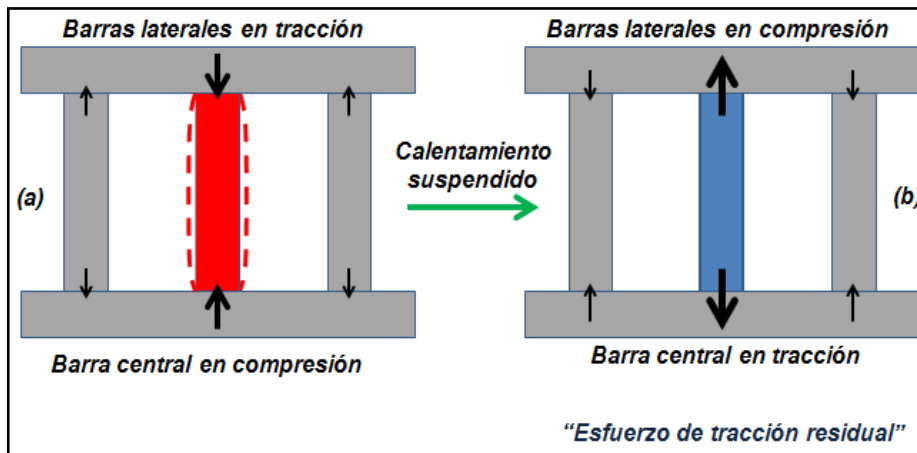 Barras laterales en tracción
Barras laterales en compresión
Calentamiento
suspendido
(a)
(b)
Barra central en compresión
Barra central en tracción
“Esfuerzo de tracción residual”